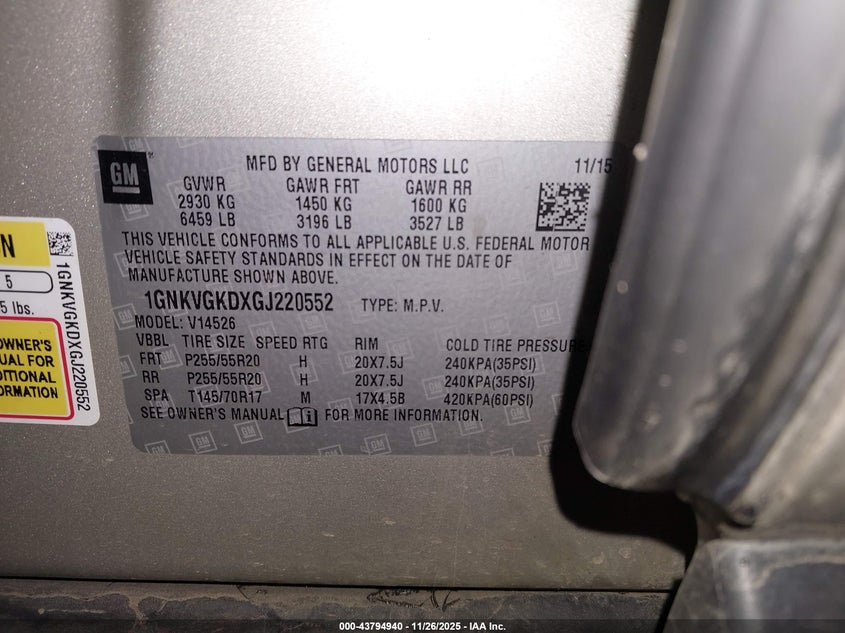 GM
MFD BY GENERAL MOTORS LLC 11/15
GVWR GAWR FRT GAWR RR
2930 KG 1450 KG 1600 KG
6459 LB 3196 LB 3527 LB
THIS VEHICLE CONFORMS TO ALL APPLICABLE U.S. FEDERAL MOTOR
VEHICLE SAFETY STANDARDS IN EFFECT ON THE DATE OF
MANUFACTURE SHOWN ABOVE.
1GNKVGKDXGJ220552 TYPE: M.P.V.
MODEL: V14526
VBBL TIRE SIZE SPEED RTG RIM COLD TIRE PRESSURE
FRT P255/55R20 H 20X7.5J 240KPA(35PSI)
RR P255/55R20 H 20X7.5J 240KPA(35PSI)
SPA T145/70R17 M 17X4.5B 420KPA(60PSI)
SEE OWNER'S MANUAL FOR MORE INFORMATION.
N
5
5 lbs.
OWNER'S
UAL FOR
DITIONAL
ORMATION
1GNKVGKDXGJ220552
000-43794940 - 11/26/2025 - IAA Inc.